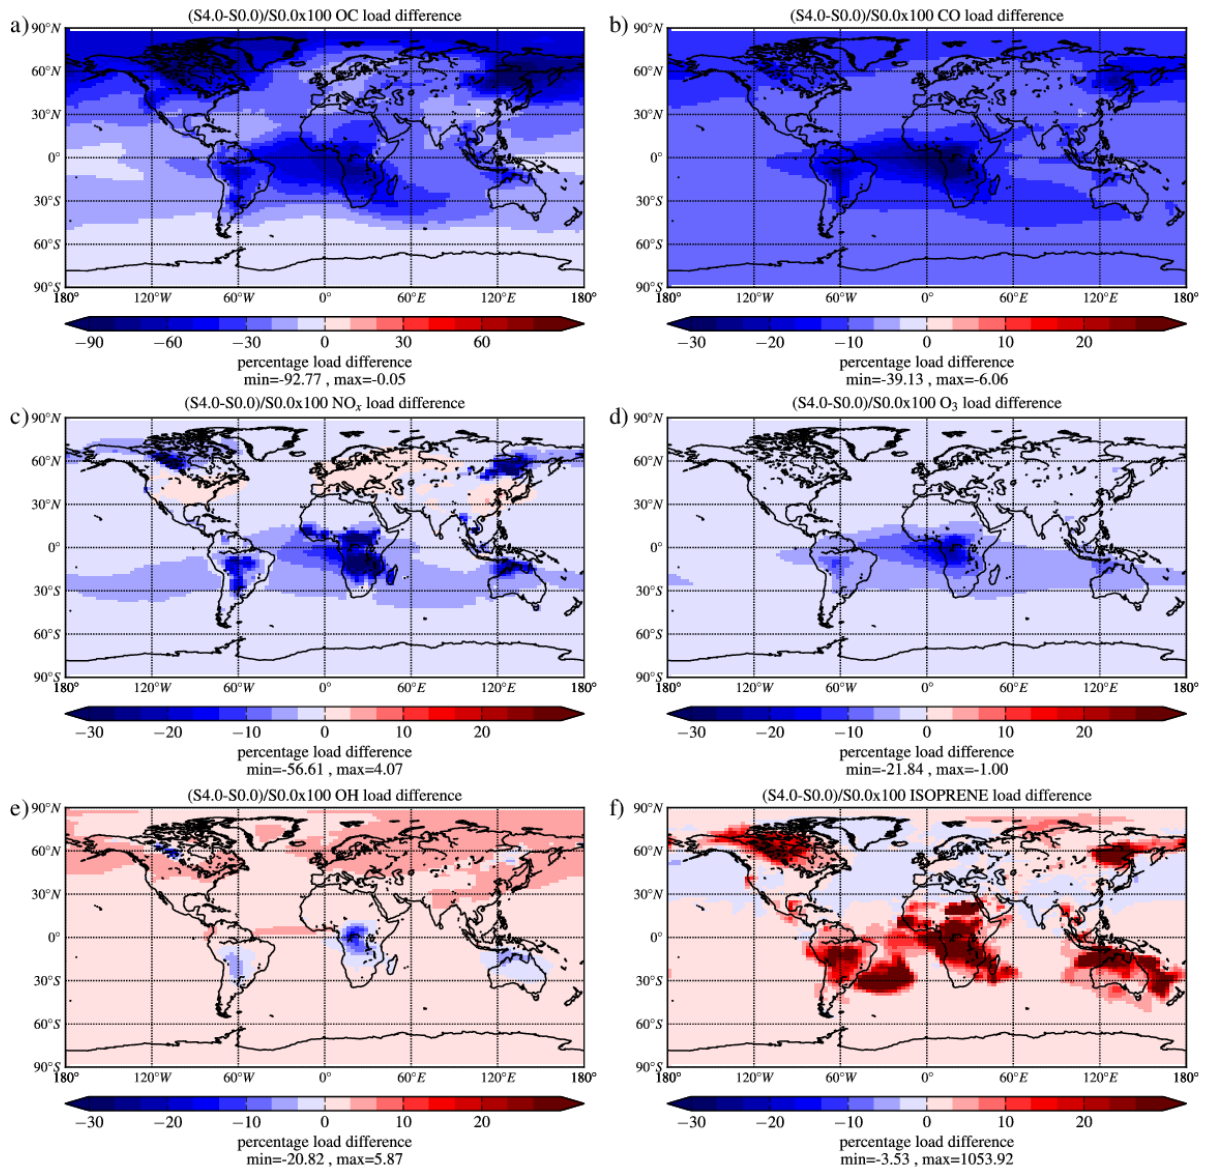 a)
(S4.0-S0.0)/S0.0x100 OC load difference
90°N
60°N
30°N
0°
30°S
60°S
90°S
180° 120°W 60°W 0° 60°E 120°E 180°
−90 −60 −30 0 30 60
percentage load difference
min=-92.77 , max=-0.05
b)
(S4.0-S0.0)/S0.0x100 CO load difference
90°N
60°N
30°N
0°
30°S
60°S
90°S
180° 120°W 60°W 0° 60°E 120°E 180°
−30 −20 −10 0 10 20
percentage load difference
min=-39.13 , max=-6.06
c)
(S4.0-S0.0)/S0.0x100 NOₓ load difference
90°N
60°N
30°N
0°
30°S
60°S
90°S
180° 120°W 60°W 0° 60°E 120°E 180°
−30 −20 −10 0 10 20
percentage load difference
min=-56.61 , max=4.07
d)
(S4.0-S0.0)/S0.0x100 O₃ load difference
90°N
60°N
30°N
0°
30°S
60°S
90°S
180° 120°W 60°W 0° 60°E 120°E 180°
−30 −20 −10 0 10 20
percentage load difference
min=-21.84 , max=-1.00
e)
(S4.0-S0.0)/S0.0x100 OH load difference
90°N
60°N
30°N
0°
30°S
60°S
90°S
180° 120°W 60°W 0° 60°E 120°E 180°
−30 −20 −10 0 10 20
percentage load difference
min=-20.82 , max=5.87
f)
(S4.0-S0.0)/S0.0x100 ISOPRENE load difference
90°N
60°N
30°N
0°
30°S
60°S
90°S
180° 120°W 60°W 0° 60°E 120°E 180°
−30 −20 −10 0 10 20
percentage load difference
min=-3.53 , max=1053.92